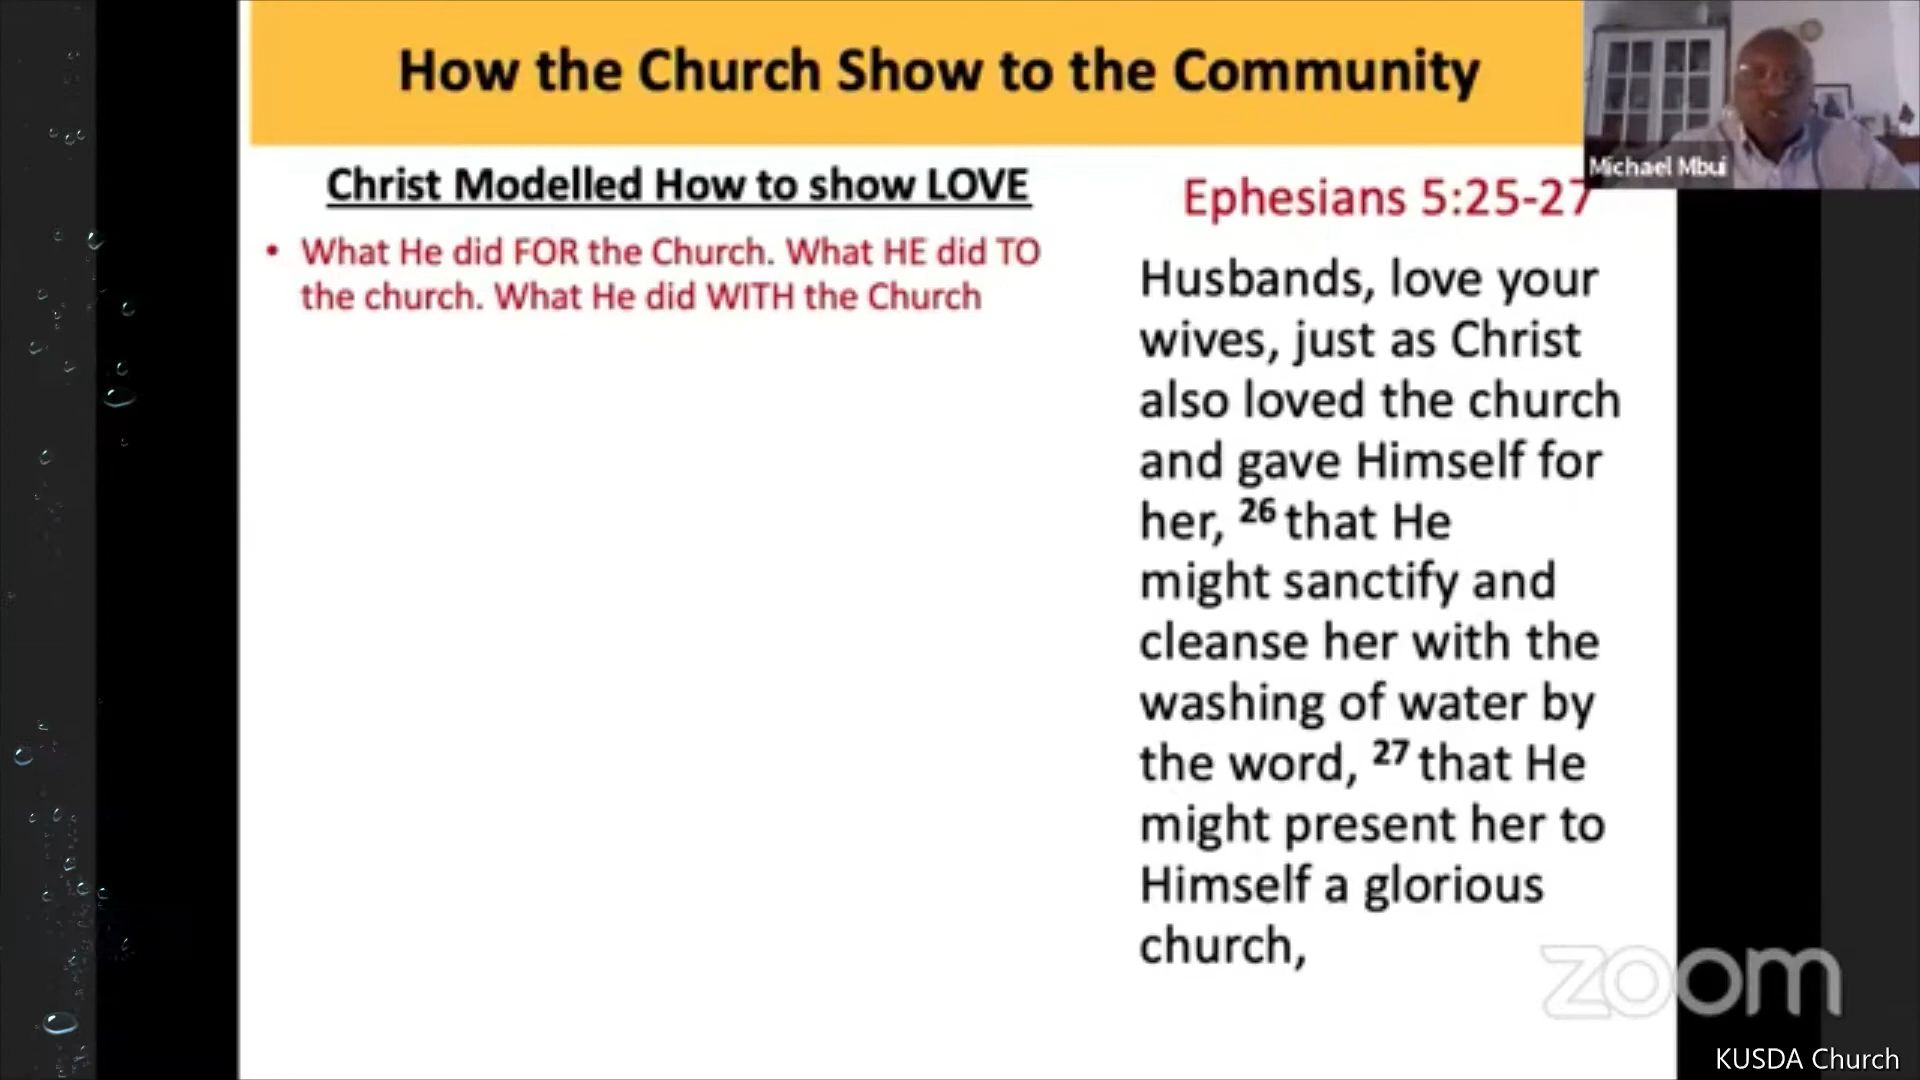 How the Church Show to the Community
Michael Mbui
Christ Modelled How to show LOVE
• What He did FOR the Church. What HE did TO
the church. What He did WITH the Church
Ephesians 5:25-27
Husbands, love your
wives, just as Christ
also loved the church
and gave Himself for
her, 26 that He
might sanctify and
cleanse her with the
washing of water by
the word, 27 that He
might present her to
Himself a glorious
church,
zoom
KUSDA Church